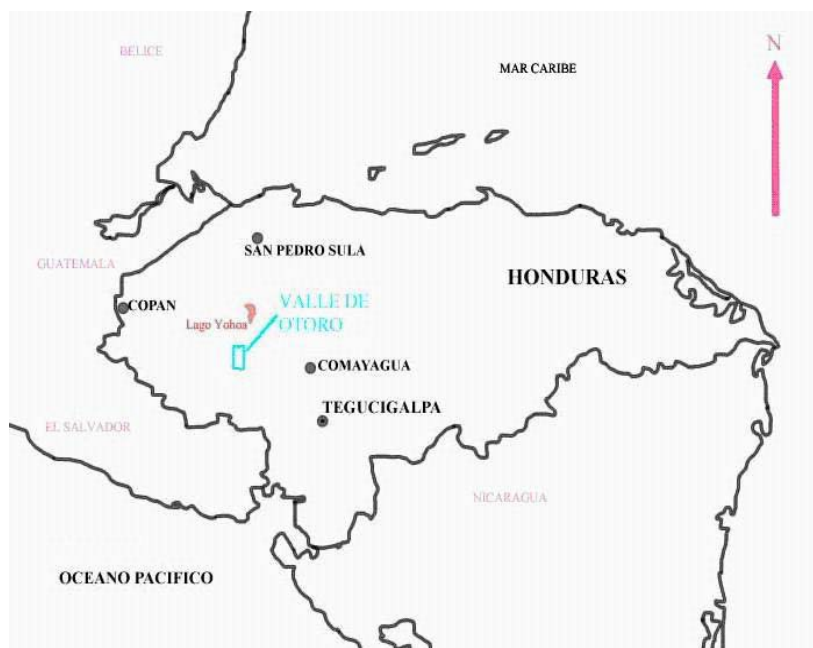 BELICE
MAR CARIBE
N
SAN PEDRO SULA
GUATEMALA
HONDURAS
COPAN
VALLE DE
OTORO
Lago Yohoa
COMAYAGUA
TEGUCIGALPA
EL SALVADOR
NICARAGUA
OCEANO PACIFICO